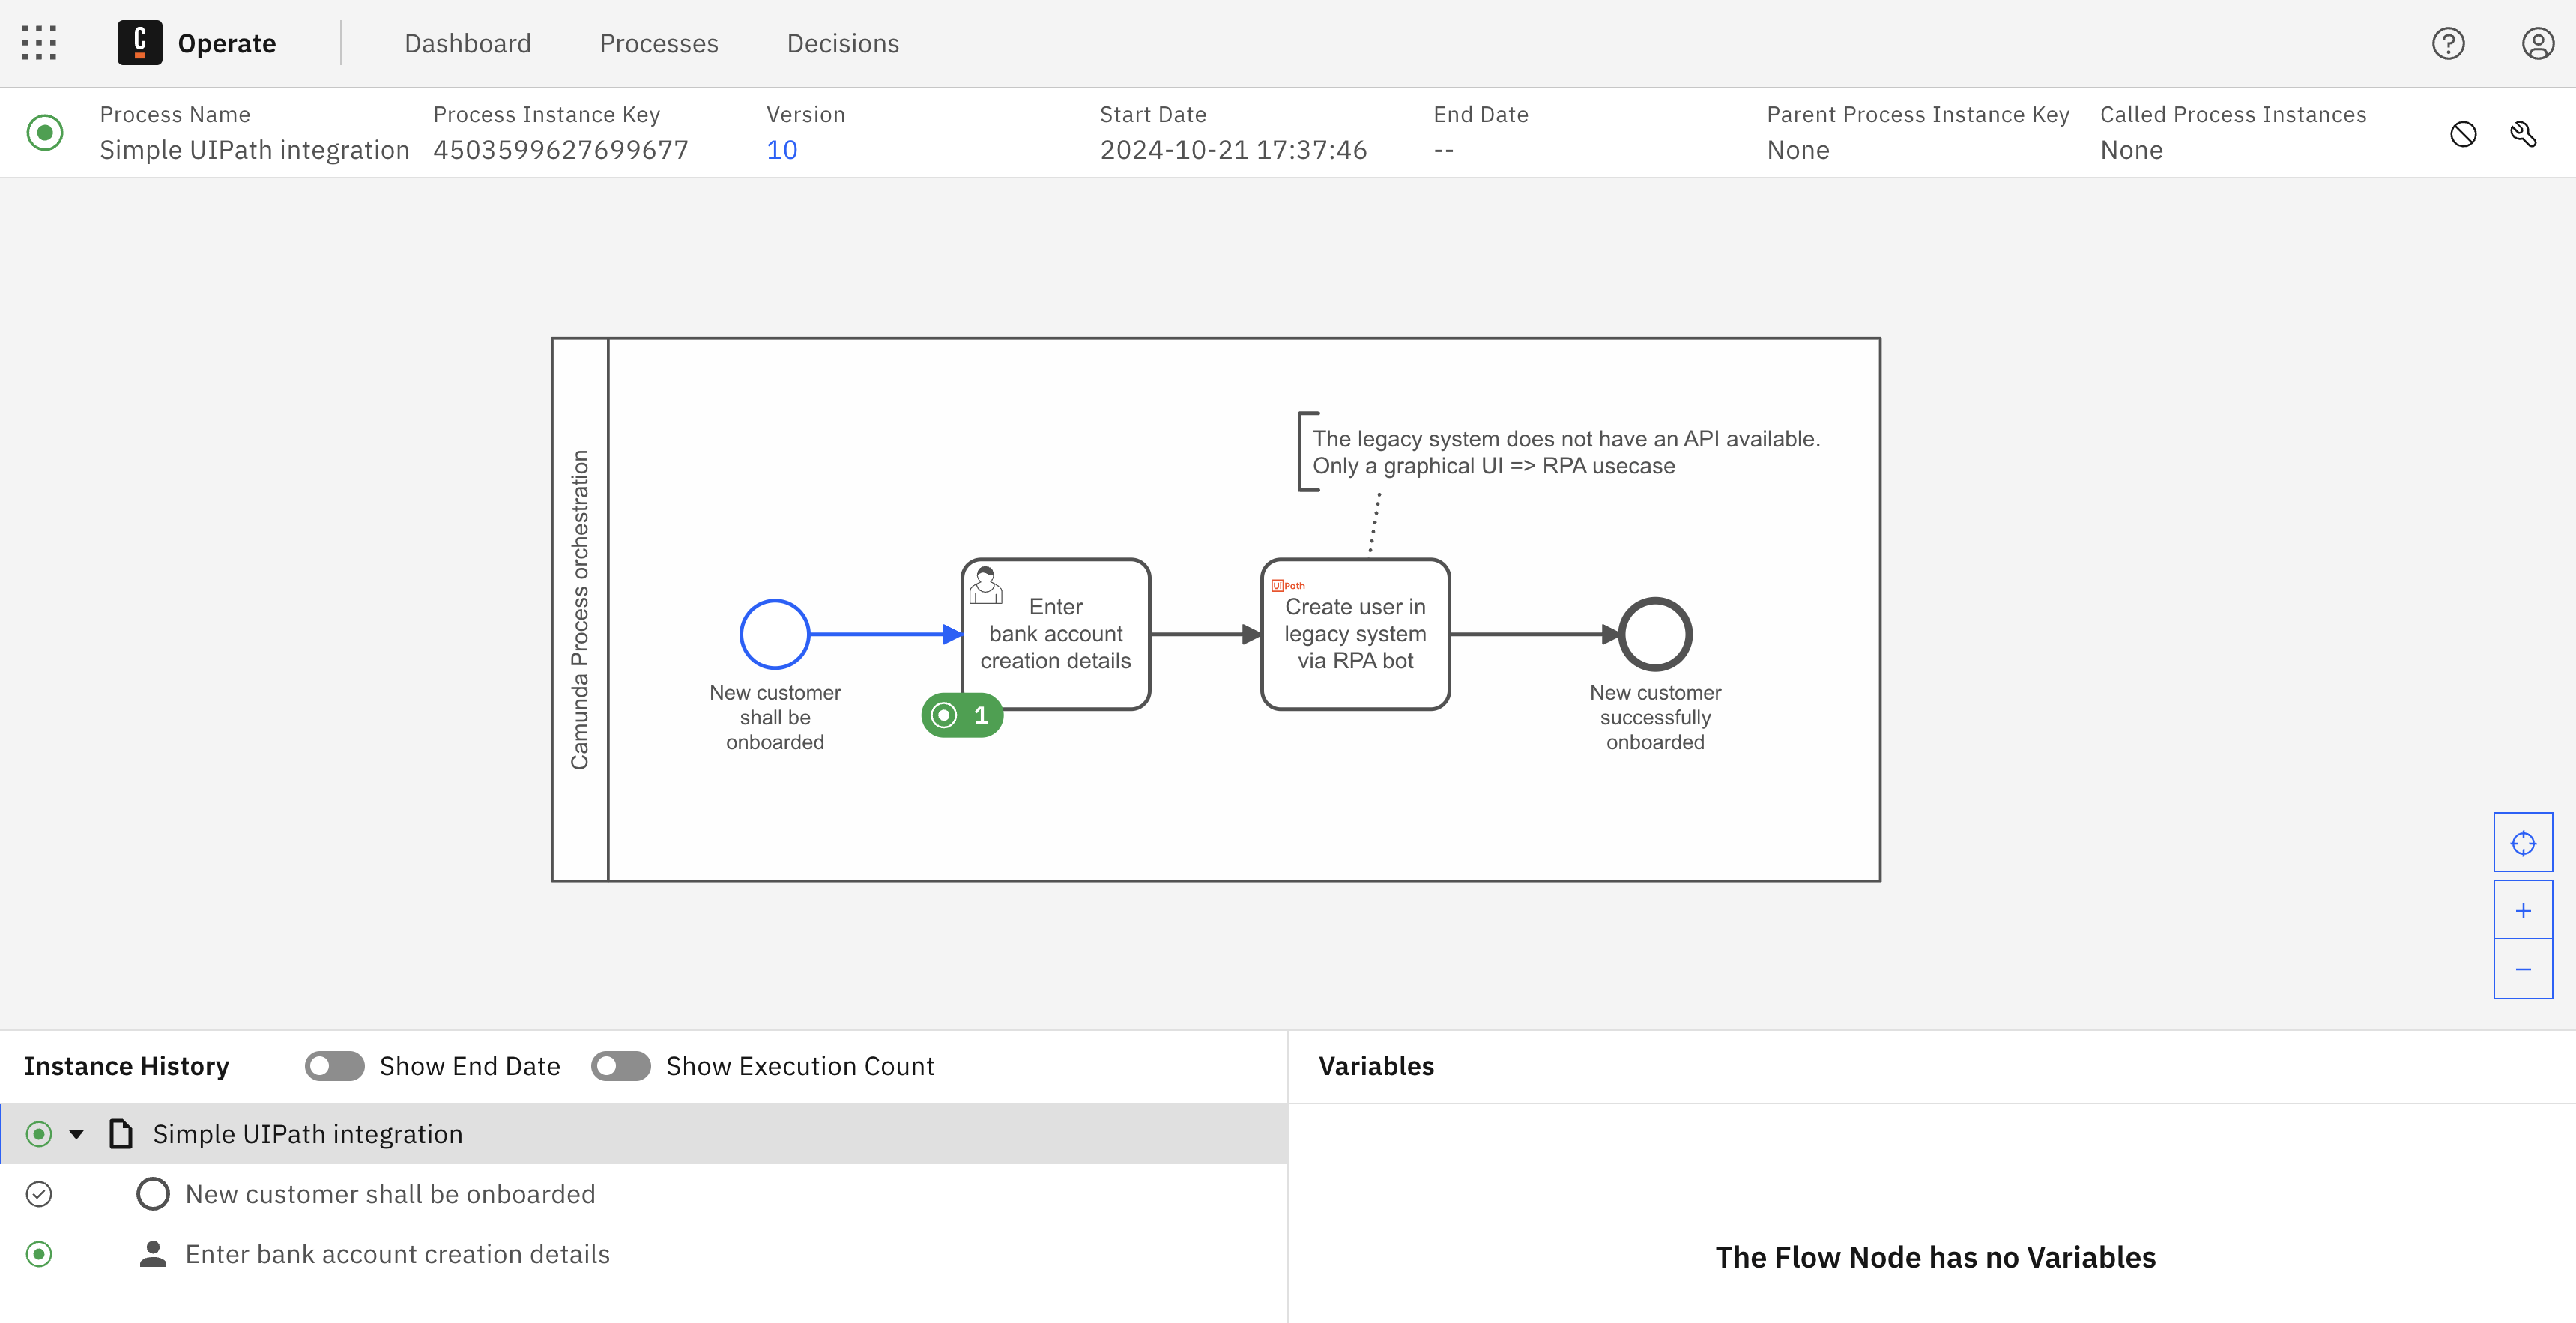 C Operate Dashboard Processes Decisions
Process Name Process Instance Key Version Start Date End Date Parent Process Instance Key Called Process Instances
Simple UIPath integration 4503599627699677 10 2024-10-21 17:37:46 -- None None
Camunda Process orchestration
The legacy system does not have an API available.
Only a graphical UI => RPA usecase
New customer
shall be
onboarded
Enter
bank account
creation details
1
UiPath
Create user in
legacy system
via RPA bot
New customer
successfully
onboarded
Instance History Show End Date Show Execution Count
Simple UIPath integration
New customer shall be onboarded
Enter bank account creation details
Variables
The Flow Node has no Variables